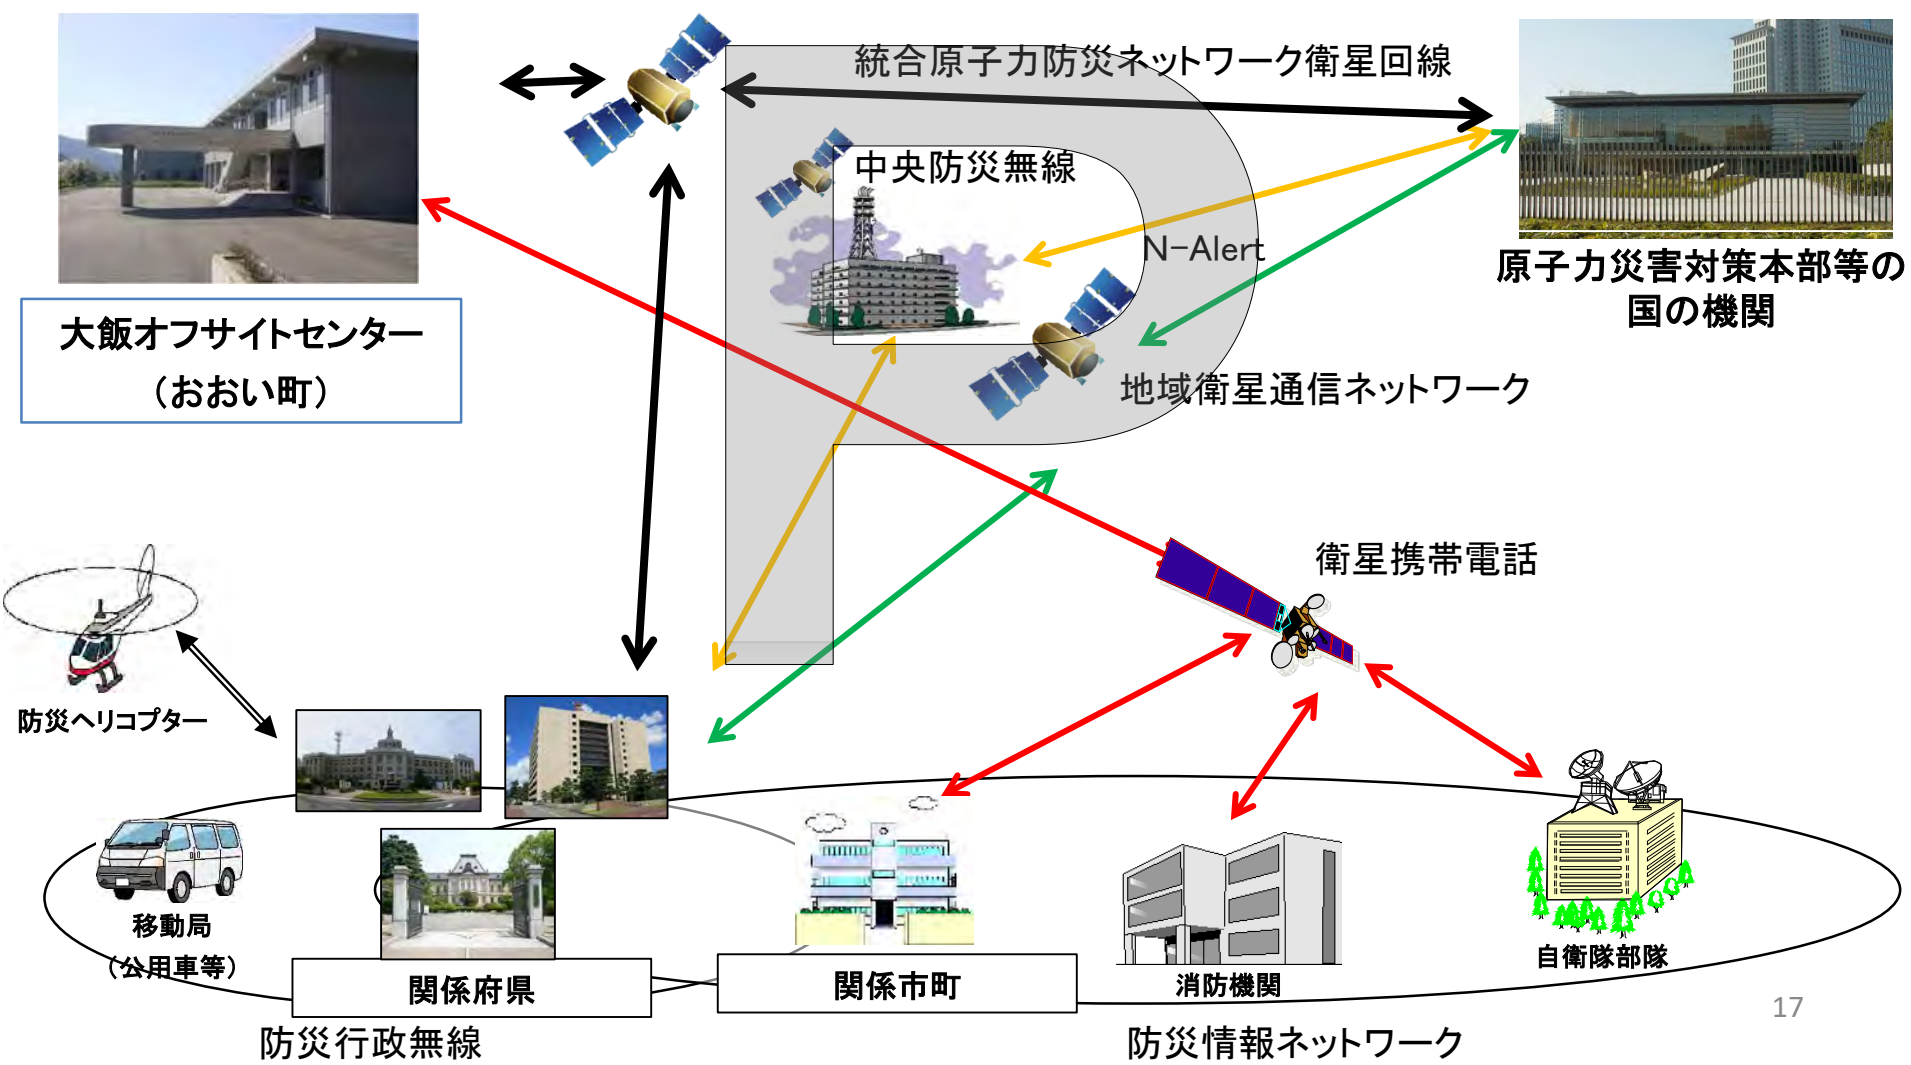 統合原子力防災ネットワーク衛星回線
中央防災無線
N-Alert
原子力災害対策本部等の
国の機関
大飯オフサイトセンター
（おおい町）
地域衛星通信ネットワーク
衛星携帯電話
防災ヘリコプター
移動局
（公用車等）
関係府県
関係市町
消防機関
自衛隊部隊
防災行政無線
防災情報ネットワーク
17
P